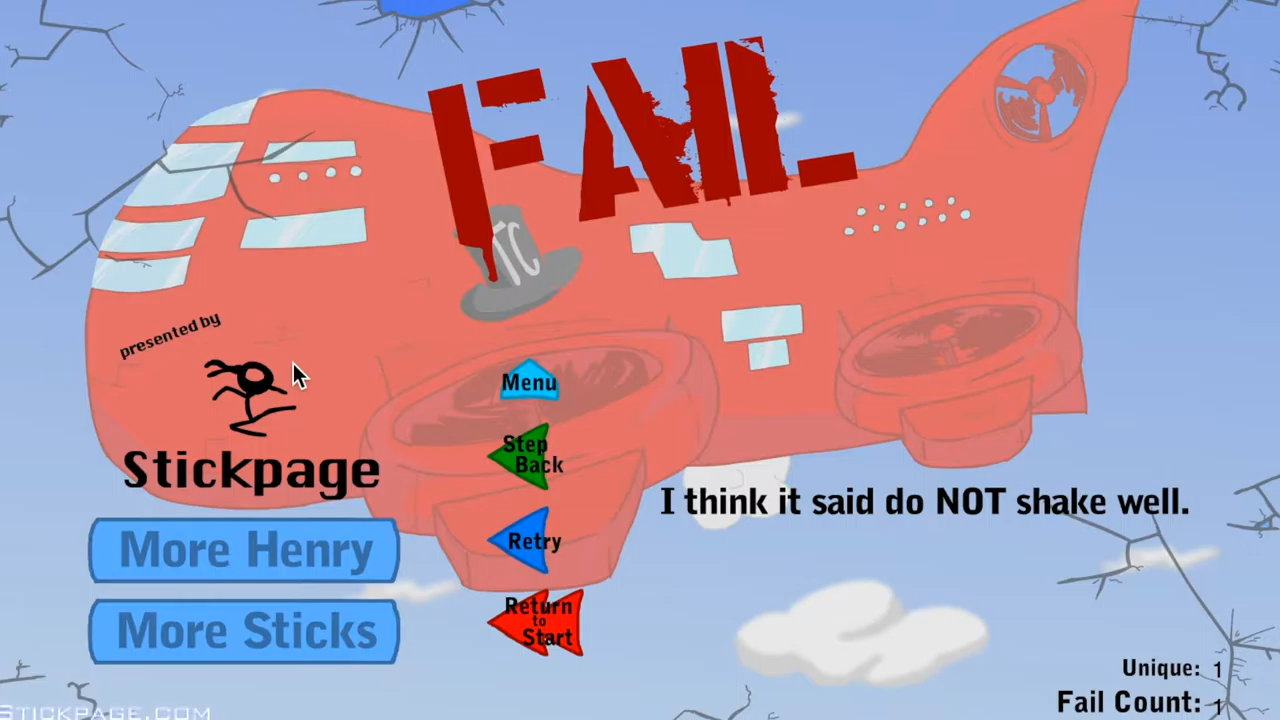 FAIL
TC
presented by
Stickpage
More Henry
More Sticks
Menu
Step
Back
Retry
Return
to
Start
I think it said do NOT shake well.
Unique: 1
Fail Count: 1
STICKPAGE.COM